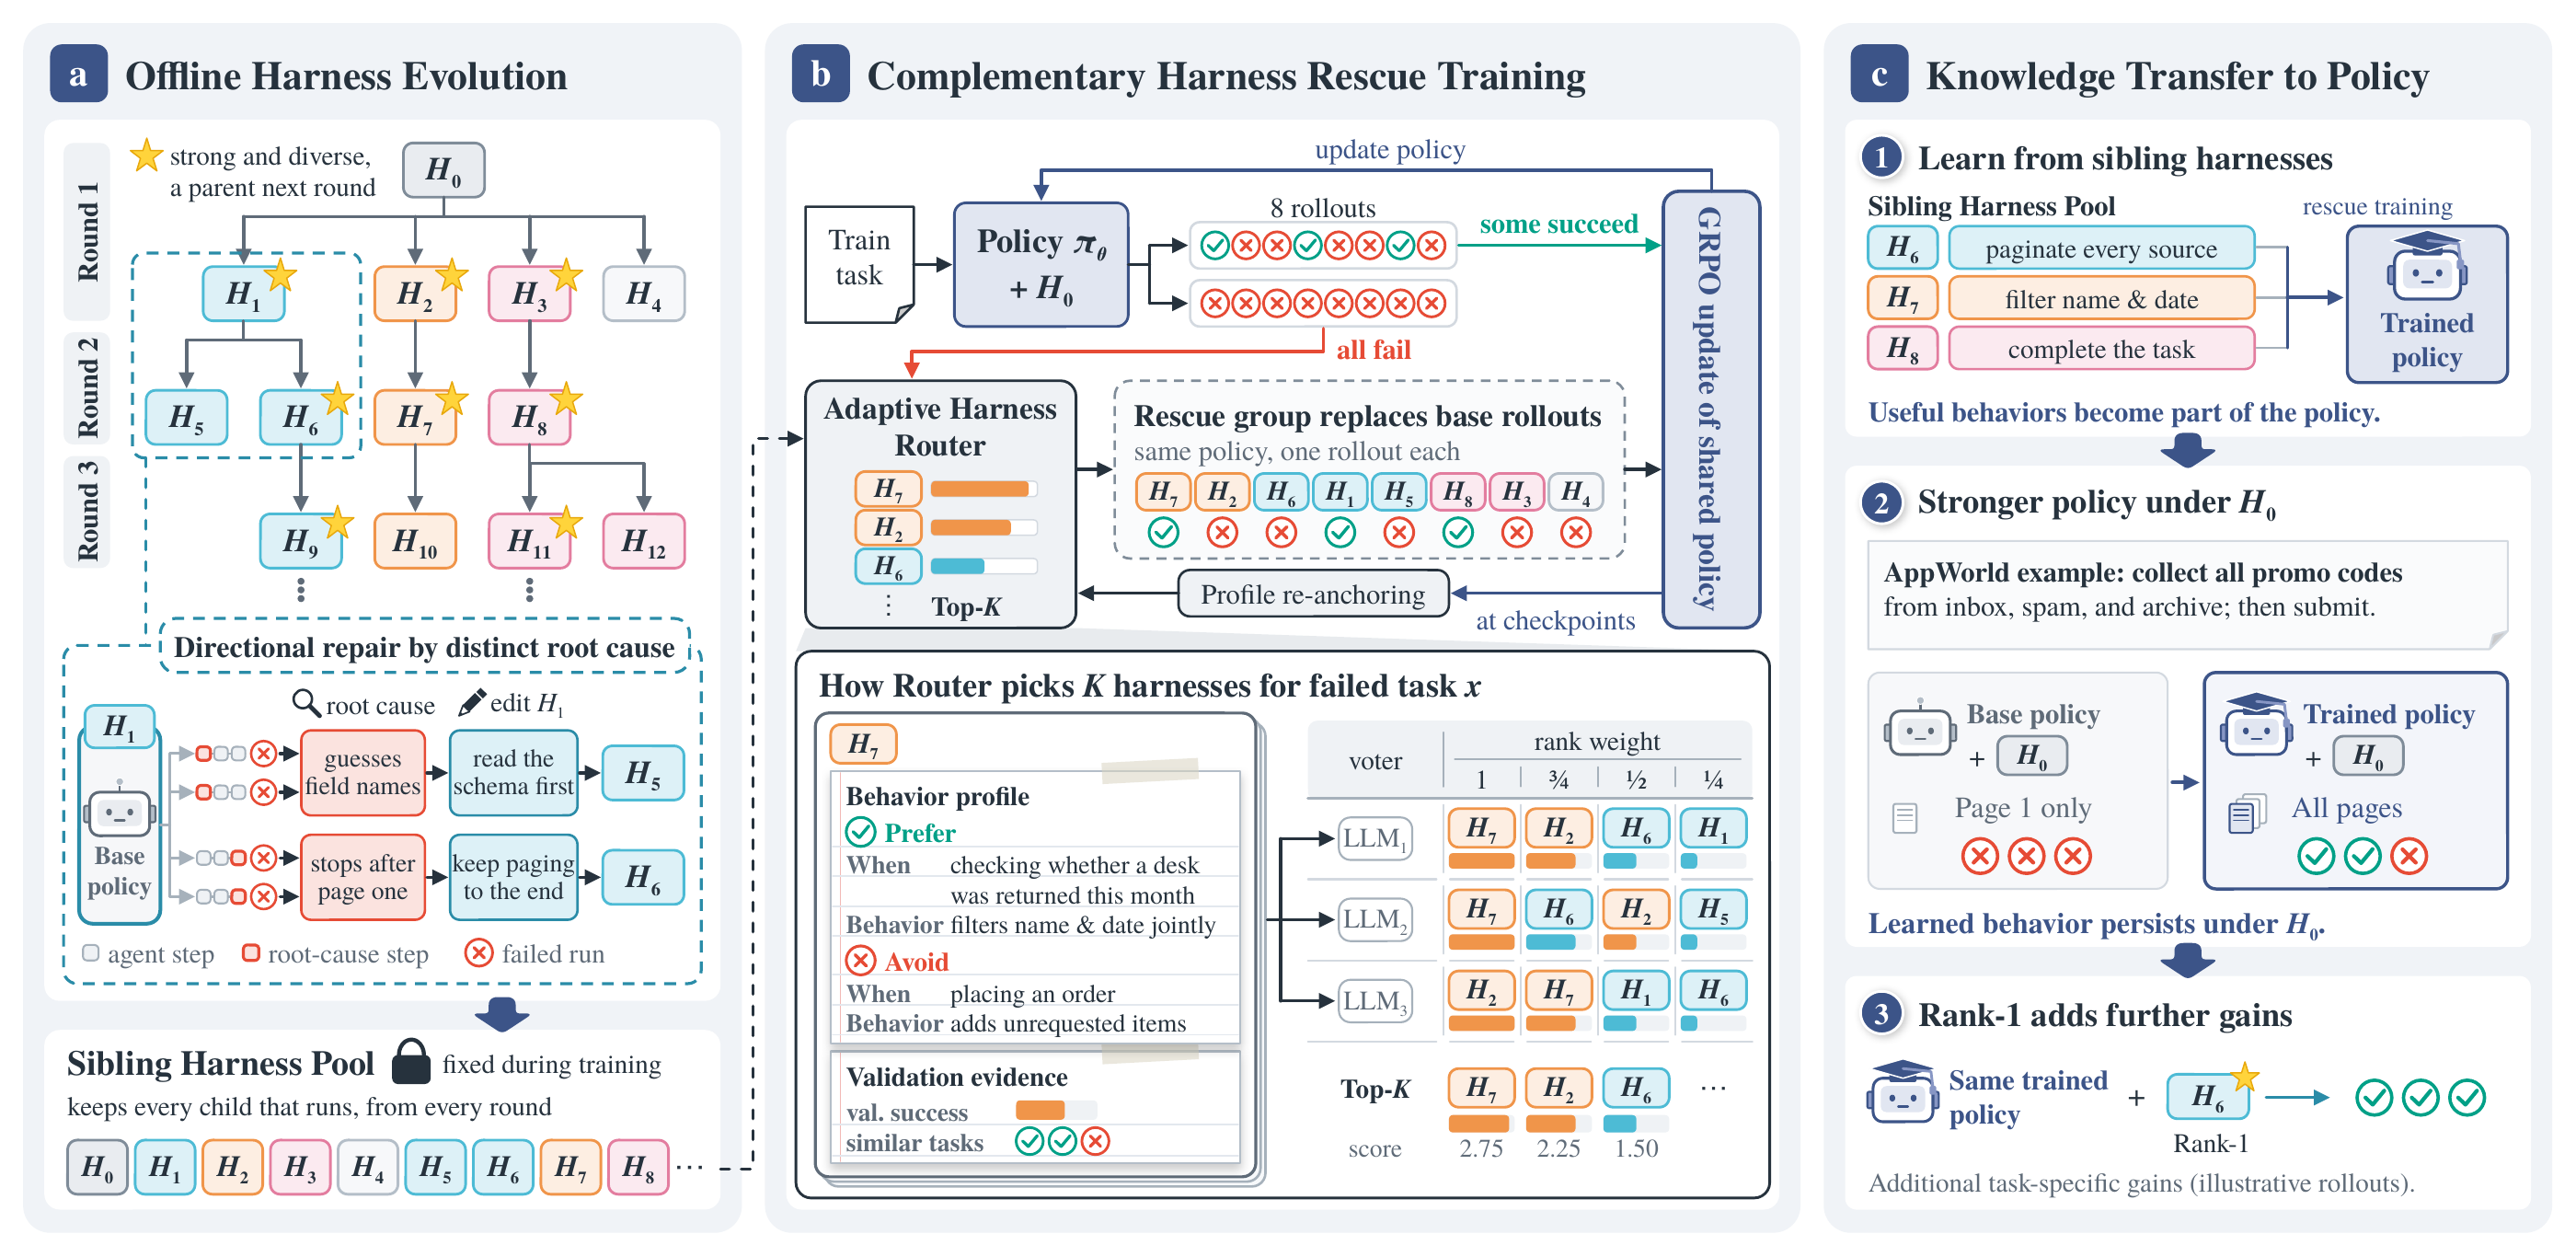 a Offline Harness Evolution
Round 1
strong and diverse,
a parent next round
H0
H1 H2 H3 H4
Round 2
H5 H6 H7 H8
Round 3
H9 H10 H11 H12
Directional repair by distinct root cause
root cause edit H1
H1
Base
policy
guesses
field names
read the
schema first
H5
stops after
page one
keep paging
to the end
H6
agent step root-cause step failed run
Sibling Harness Pool fixed during training
keeps every child that runs, from every round
H0 H1 H2 H3 H4 H5 H6 H7 H8 ...
b Complementary Harness Rescue Training
update policy
Train
task
Policy πθ
+ H0
8 rollouts
some succeed
all fail
GRPO update of shared policy
Adaptive Harness
Router
H7
H2
H6
⋮ Top-K
Rescue group replaces base rollouts
same policy, one rollout each
H7 H2 H6 H1 H5 H8 H3 H4
Profile re-anchoring
at checkpoints
How Router picks K harnesses for failed task x
H7
Behavior profile
Prefer
When checking whether a desk
was returned this month
Behavior filters name & date jointly
Avoid
When placing an order
Behavior adds unrequested items
Validation evidence
val. success
similar tasks
voter rank weight
1 ¾ ½ ¼
LLM1 H7 H2 H6 H1
LLM2 H7 H6 H2 H5
LLM3 H2 H7 H1 H6
Top-K H7 H2 H6 ...
score 2.75 2.25 1.50
c Knowledge Transfer to Policy
1 Learn from sibling harnesses
Sibling Harness Pool rescue training
H6 paginate every source
H7 filter name & date
H8 complete the task
Trained
policy
Useful behaviors become part of the policy.
2 Stronger policy under H0
AppWorld example: collect all promo codes
from inbox, spam, and archive; then submit.
Base policy
+ H0
Page 1 only
Trained policy
+ H0
All pages
Learned behavior persists under H0.
3 Rank-1 adds further gains
Same trained
policy
+ H6
Rank-1
Additional task-specific gains (illustrative rollouts).